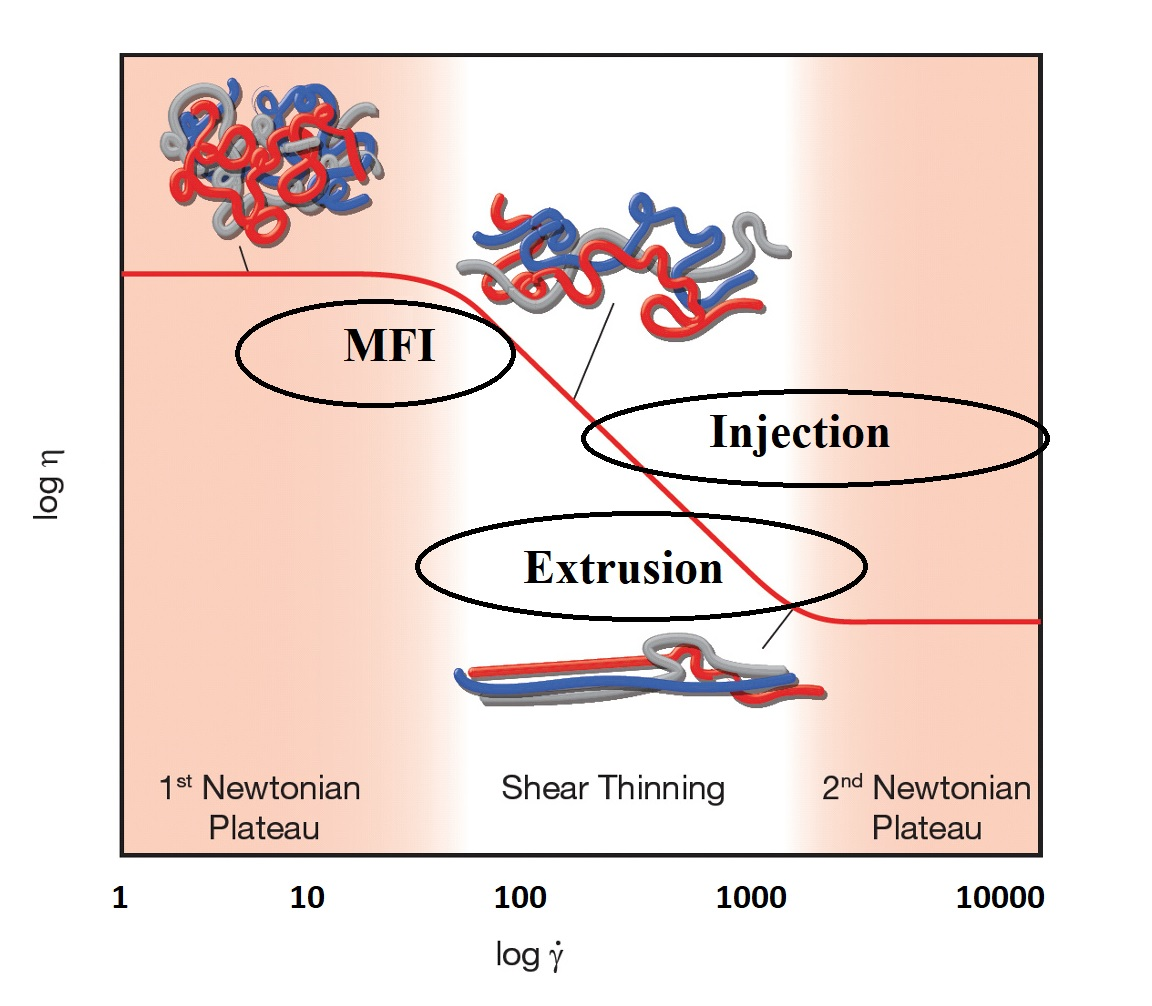 MFI
Injection
Extrusion
log η
1st Newtonian
Plateau
Shear Thinning
2nd Newtonian
Plateau
1 10 100 1000 10000
log γ̇